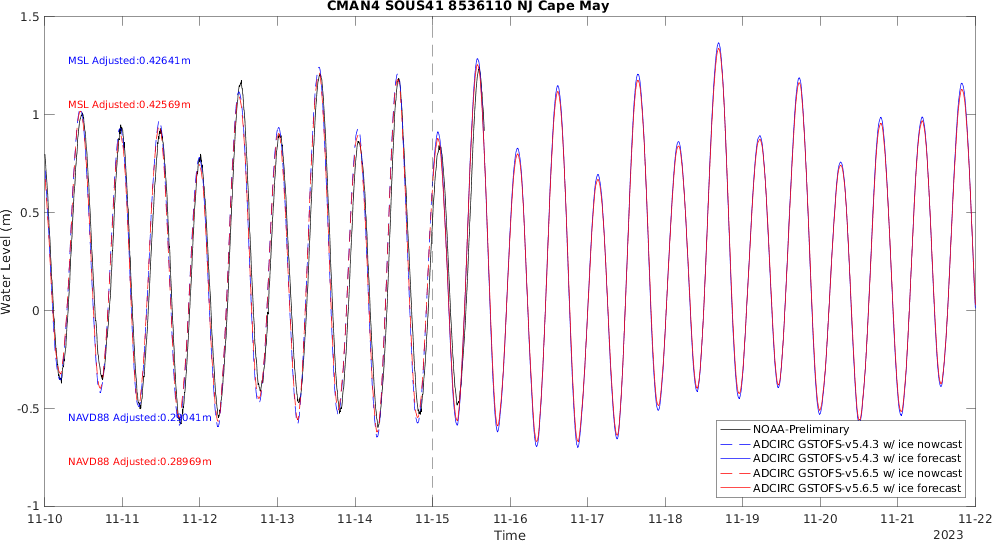 CMAN4 SOUS41 8536110 NJ Cape May
1.5
1
0.5
0
-0.5
-1
Water Level (m)
MSL Adjusted:0.42641m
MSL Adjusted:0.42569m
NAVD88 Adjusted:0.29041m
NAVD88 Adjusted:0.28969m
NOAA-Preliminary
ADCIRC GSTOFS-v5.4.3 w/ ice nowcast
ADCIRC GSTOFS-v5.4.3 w/ ice forecast
ADCIRC GSTOFS-v5.6.5 w/ ice nowcast
ADCIRC GSTOFS-v5.6.5 w/ ice forecast
11-10 11-11 11-12 11-13 11-14 11-15 11-16 11-17 11-18 11-19 11-20 11-21 11-22
Time
2023